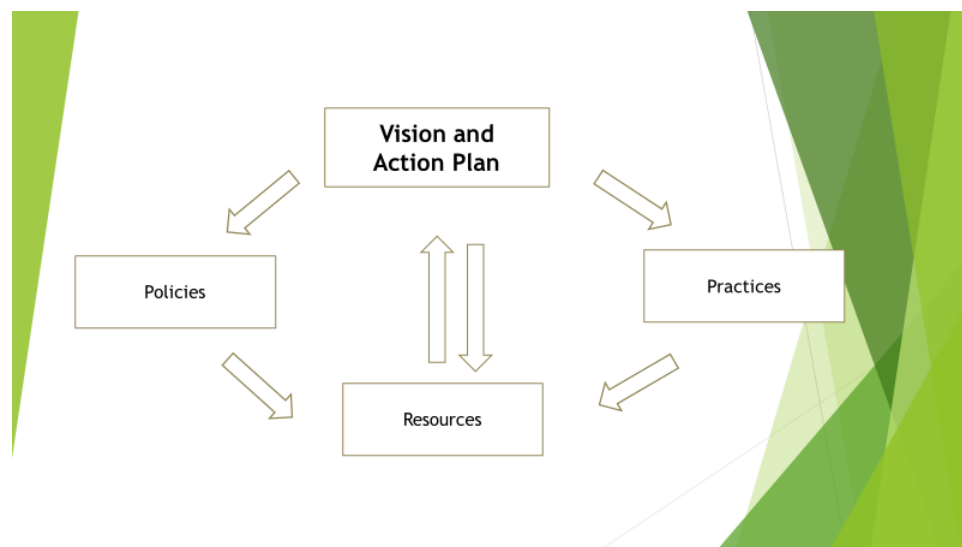 Vision and
Action Plan
Policies
Practices
Resources